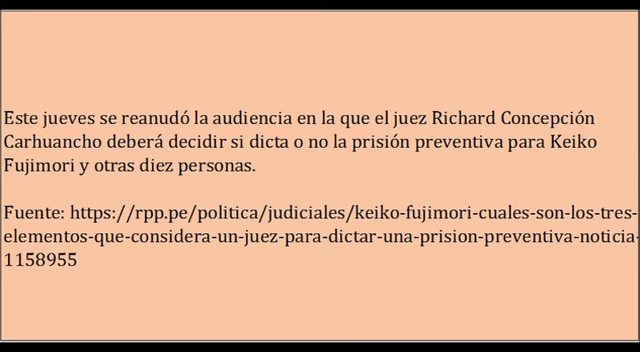 Este jueves se reanudó la audiencia en la que el juez Richard Concepción
Carhuancho deberá decidir si dicta o no la prisión preventiva para Keiko
Fujimori y otras diez personas.
Fuente: https://rpp.pe/politica/judiciales/keiko-fujimori-cuales-son-los-tres-
elementos-que-considera-un-juez-para-dictar-una-prision-preventiva-noticia-
1158955